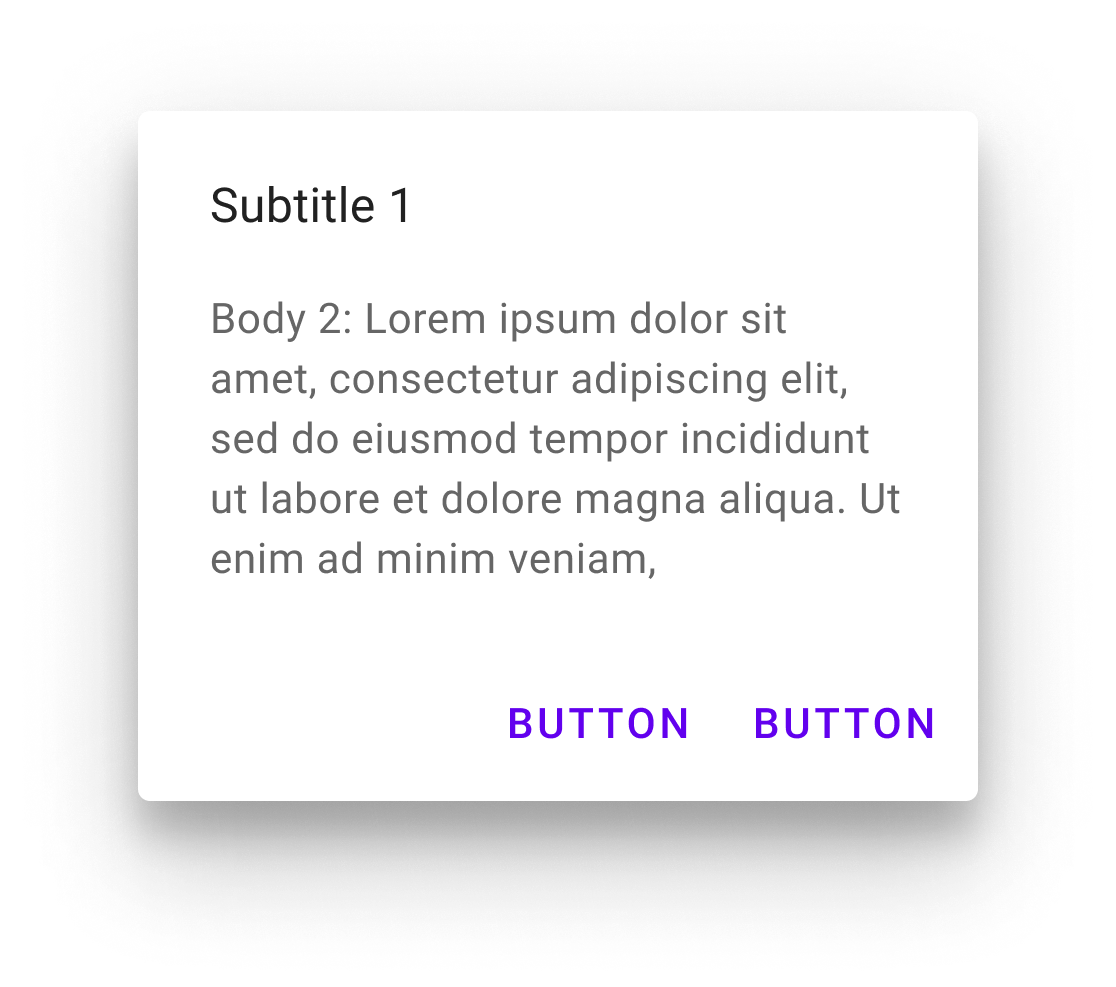 Subtitle 1
Body 2: Lorem ipsum dolor sit
amet, consectetur adipiscing elit,
sed do eiusmod tempor incididunt
ut labore et dolore magna aliqua. Ut
enim ad minim veniam,
BUTTON BUTTON